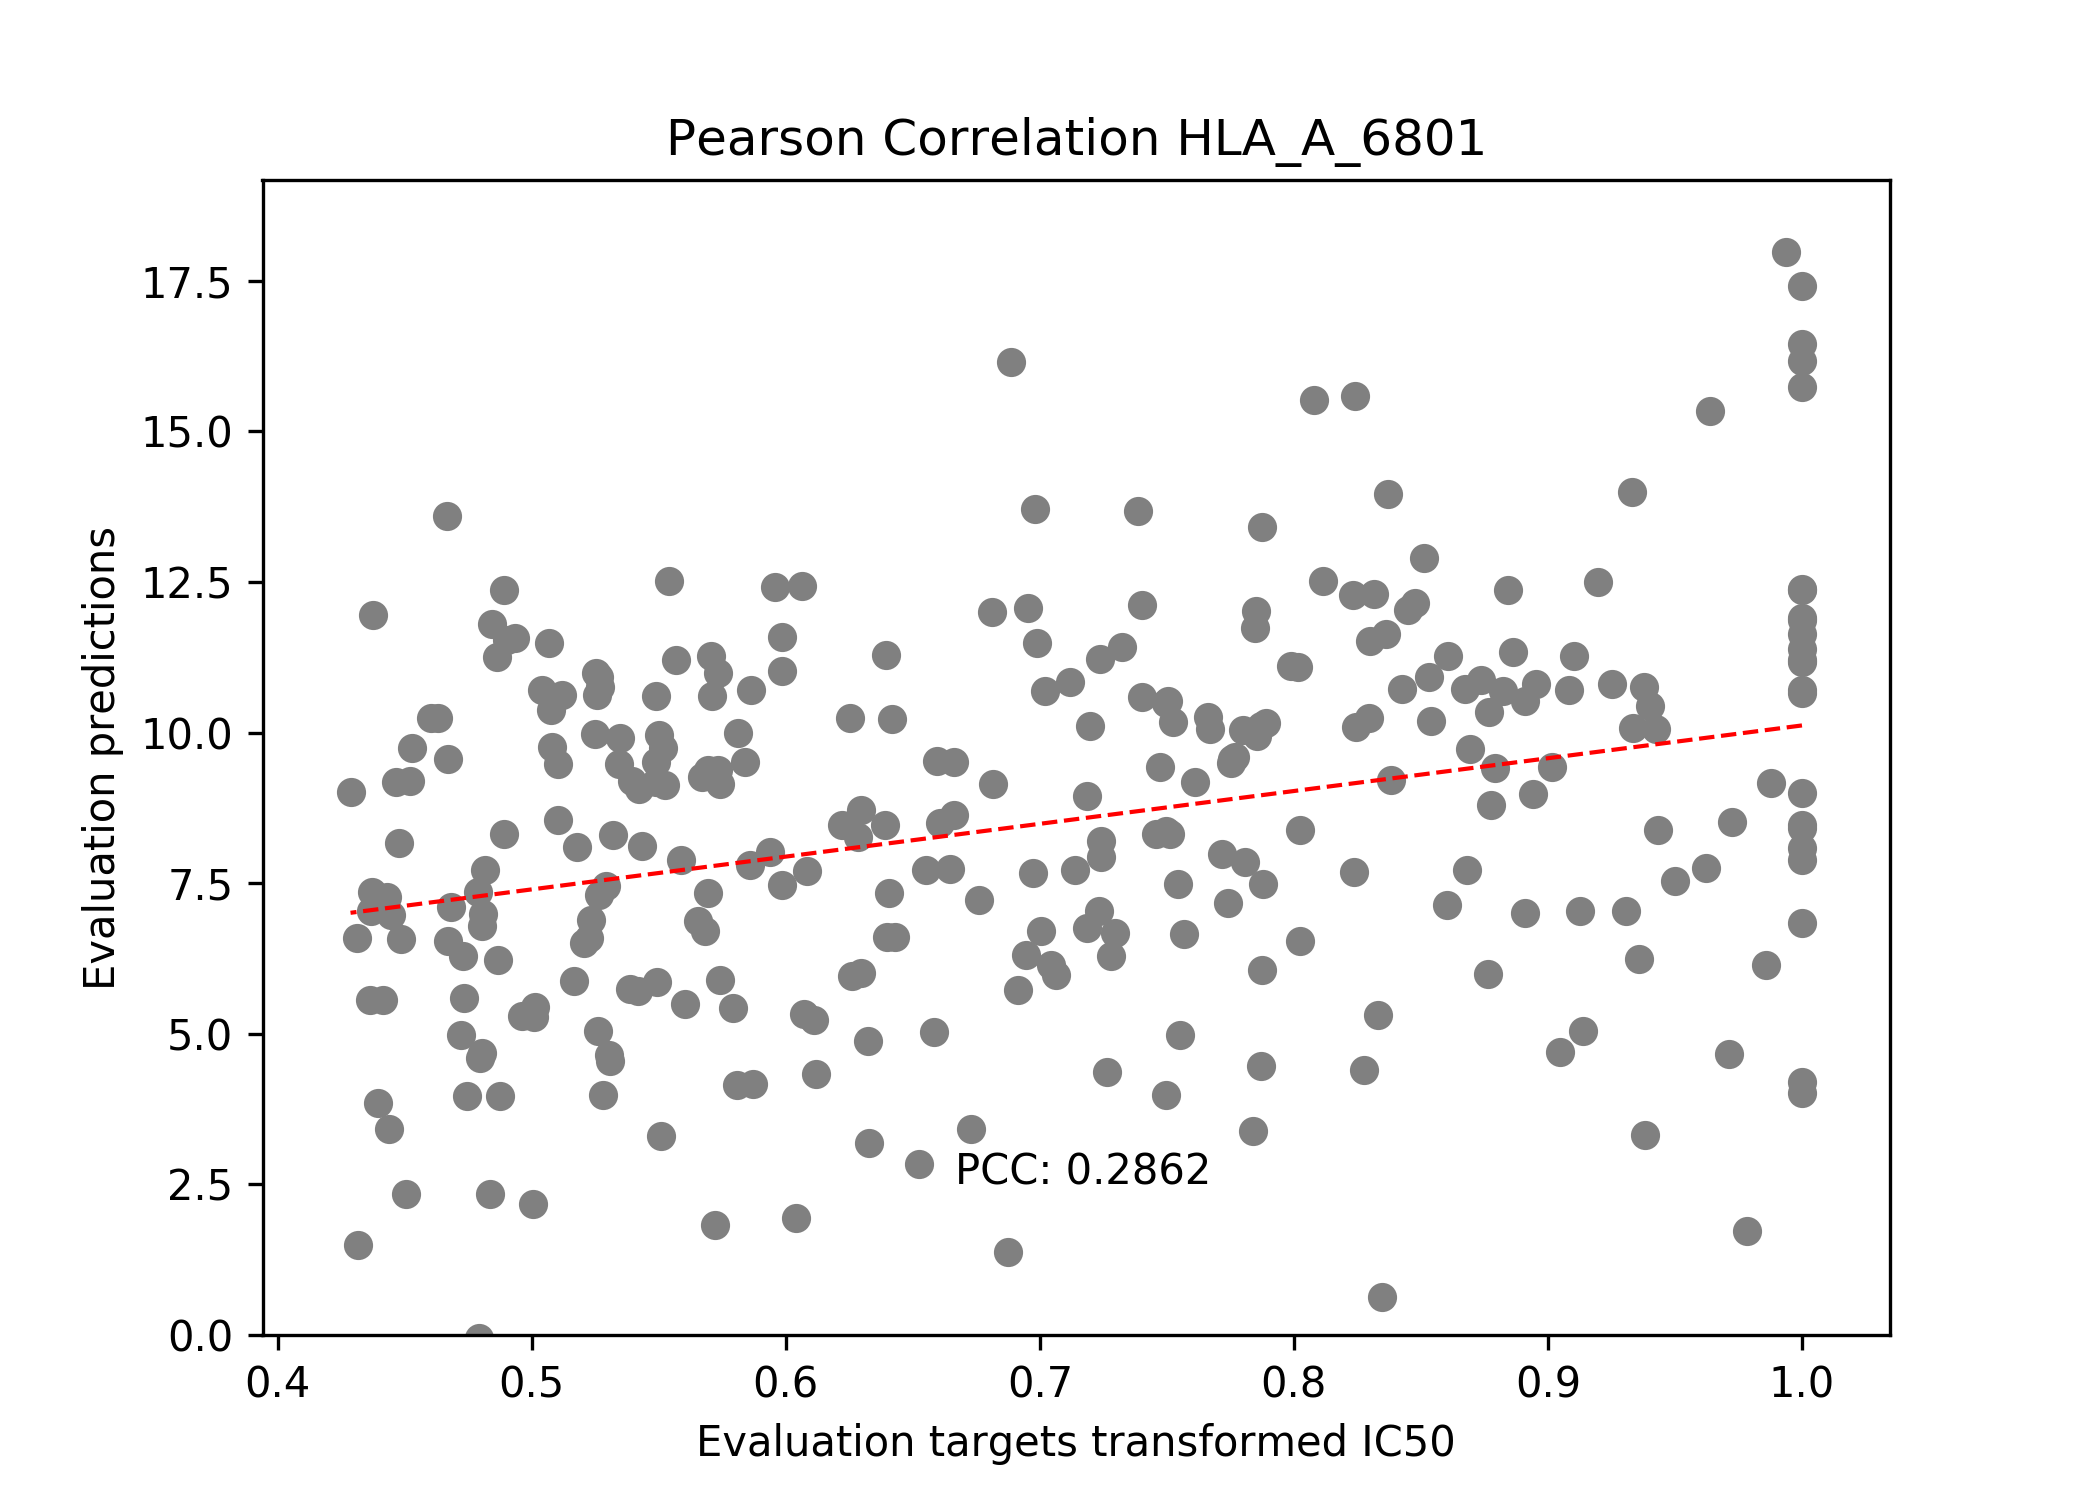 Pearson Correlation HLA_A_6801
Evaluation predictions
17.5
15.0
12.5
10.0
7.5
5.0
2.5
0.0
PCC: 0.2862
0.4 0.5 0.6 0.7 0.8 0.9 1.0
Evaluation targets transformed IC50